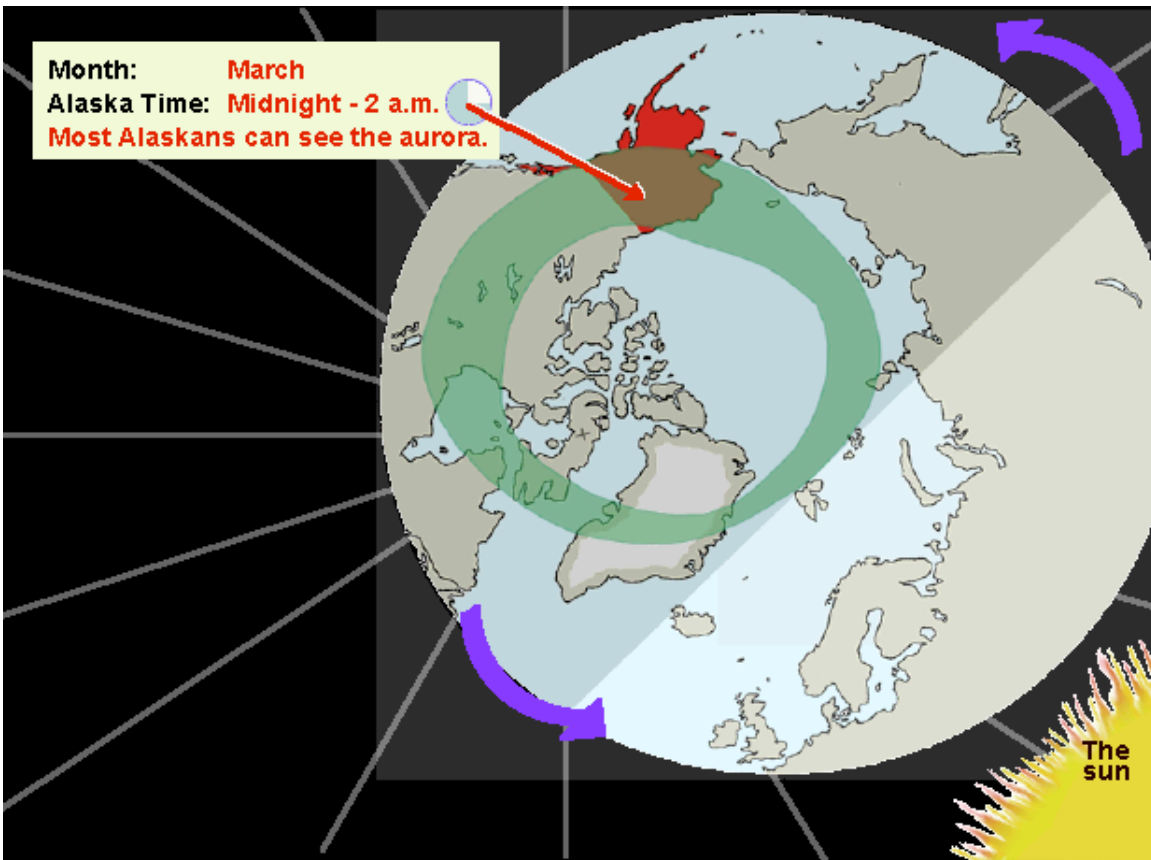 Month: March
Alaska Time: Midnight - 2 a.m.
Most Alaskans can see the aurora.
The
sun